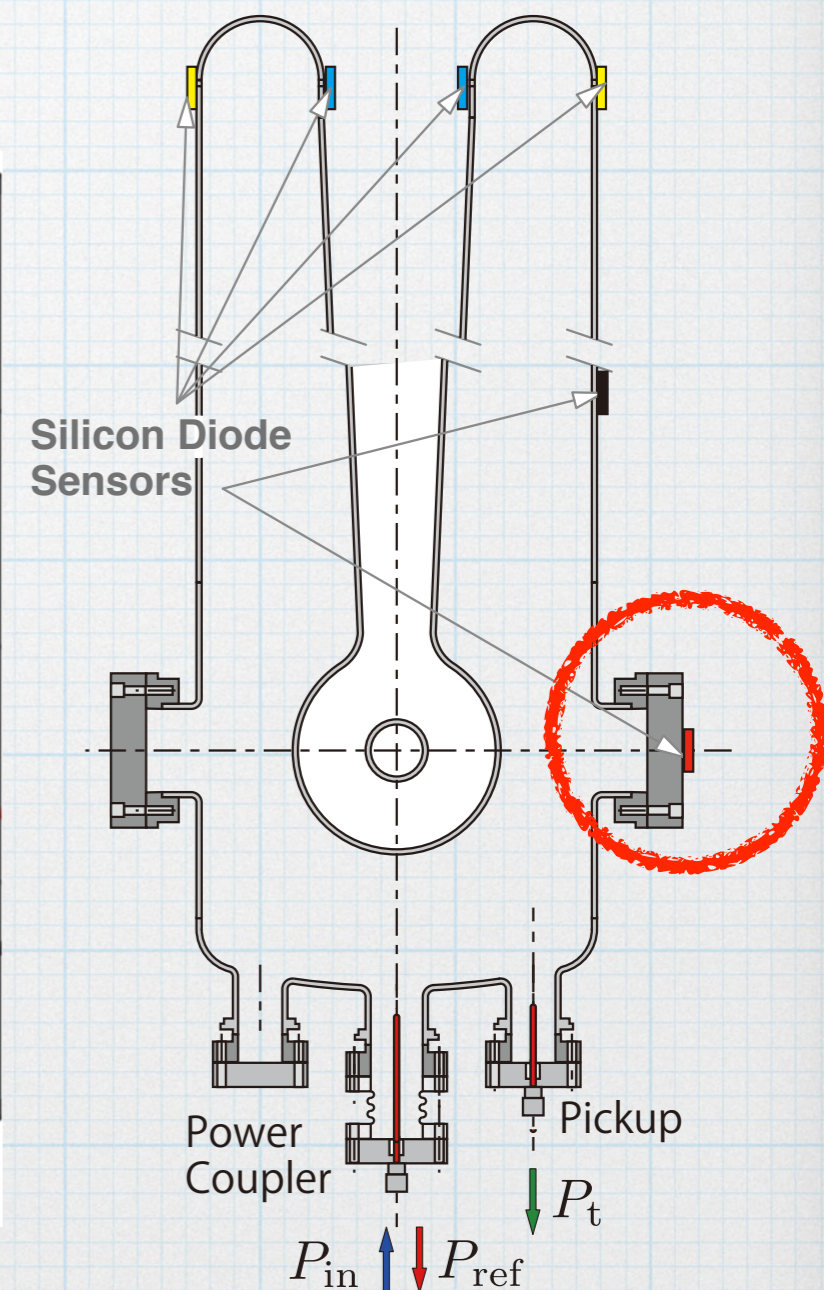 Silicon Diode
Sensors
Power
Coupler
Pickup
P_t
P_in
P_ref